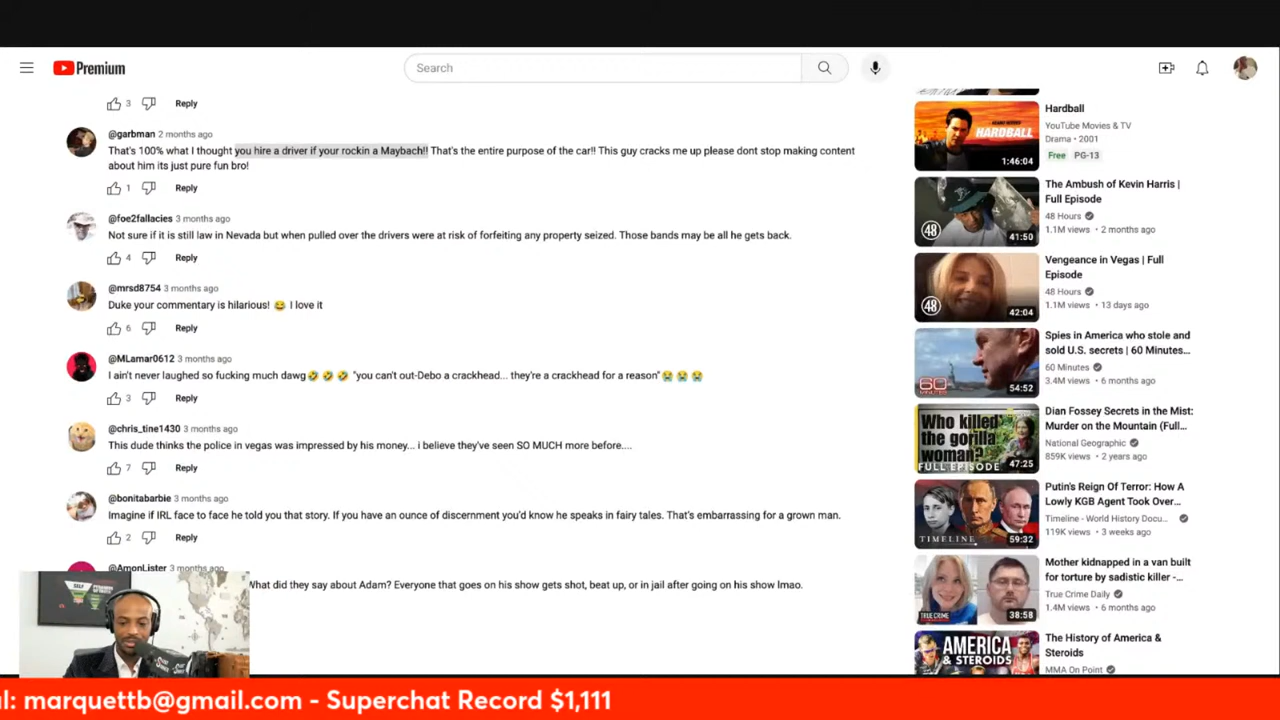 Premium
Search
3
Reply
@garbman 2 months ago
That's 100% what I thought you hire a driver if your rockin a Maybach!! That's the entire purpose of the car!! This guy cracks me up please dont stop making content
about him its just pure fun bro!
1
Reply
@foe2fallacies 3 months ago
Not sure if it is still law in Nevada but when pulled over the drivers were at risk of forfeiting any property seized. Those bands may be all he gets back.
4
Reply
@mrsd8754 3 months ago
Duke your commentary is hilarious! 😂 I love it
6
Reply
@MLamar0612 3 months ago
I ain't never laughed so fucking much dawg🤣 🤣 🤣 "you can't out-Debo a crackhead... they're a crackhead for a reason"😭 😭 😭
3
Reply
@chris_tine1430 3 months ago
This dude thinks the police in vegas was impressed by his money... i believe they've seen SO MUCH more before....
7
Reply
@bonitabarbie 3 months ago
Imagine if IRL face to face he told you that story. If you have an ounce of discernment you'd know he speaks in fairy tales. That's embarrassing for a grown man.
2
Reply
@AmonLister 3 months ago
What did they say about Adam? Everyone that goes on his show gets shot, beat up, or in jail after going on his show lmao.
HARDBALL
1:46:04
Hardball
YouTube Movies & TV
Drama • 2001
Free PG-13
48
41:50
The Ambush of Kevin Harris |
Full Episode
48 Hours
1.1M views • 2 months ago
48
42:04
Vengeance in Vegas | Full
Episode
48 Hours
1.1M views • 13 days ago
60
MINUTES
54:52
Spies in America who stole and
sold U.S. secrets | 60 Minutes...
60 Minutes
3.4M views • 6 months ago
Who killed
the gorilla
woman?
FULL EPISODE
47:25
Dian Fossey Secrets in the Mist:
Murder on the Mountain (Full...
National Geographic
859K views • 2 years ago
TIMELINE
59:32
Putin's Reign Of Terror: How A
Lowly KGB Agent Took Over...
Timeline - World History Docu...
119K views • 3 weeks ago
TRUE CRIME
38:58
Mother kidnapped in a van built
for torture by sadistic killer -...
True Crime Daily
1.4M views • 6 months ago
AMERICA
& STEROIDS
The History of America &
Steroids
MMA On Point
SELF
l: marquettb@gmail.com - Superchat Record $1,111